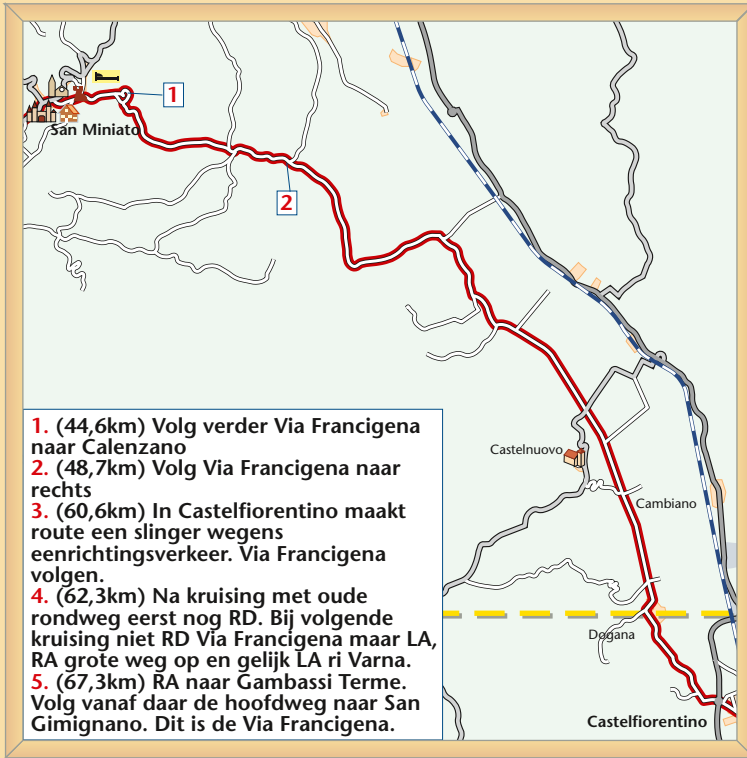 1
San Miniato
2
Castelnuovo
Cambiano
Dogana
Castelfiorentino
1. (44,6km) Volg verder Via Francigena
naar Calenzano
2. (48,7km) Volg Via Francigena naar
rechts
3. (60,6km) In Castelfiorentino maakt
route een slinger wegens
eenrichtingsverkeer. Via Francigena
volgen.
4. (62,3km) Na kruising met oude
rondweg eerst nog RD. Bij volgende
kruising niet RD Via Francigena maar LA,
RA grote weg op en gelijk LA ri Varna.
5. (67,3km) RA naar Gambassi Terme.
Volg vanaf daar de hoofdweg naar San
Gimignano. Dit is de Via Francigena.